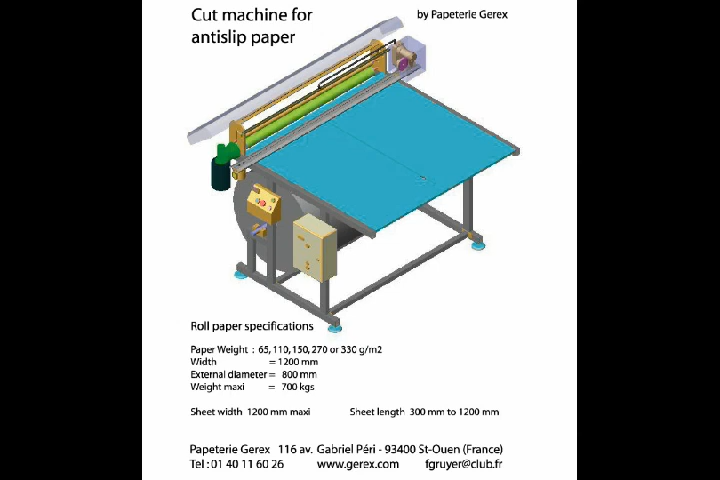 Cut machine for
antislip paper
by Papeterie Gerex
Roll paper specifications
Paper Weight : 65, 110, 150, 270 or 330 g/m2
Width = 1200 mm
External diameter = 800 mm
Weight maxi = 700 kgs
Sheet width 1200 mm maxi Sheet length 300 mm to 1200 mm
Papeterie Gerex 116 av. Gabriel Péri - 93400 St-Ouen (France)
Tel : 01 40 11 60 26 www.gerex.com fgruyer@club.fr